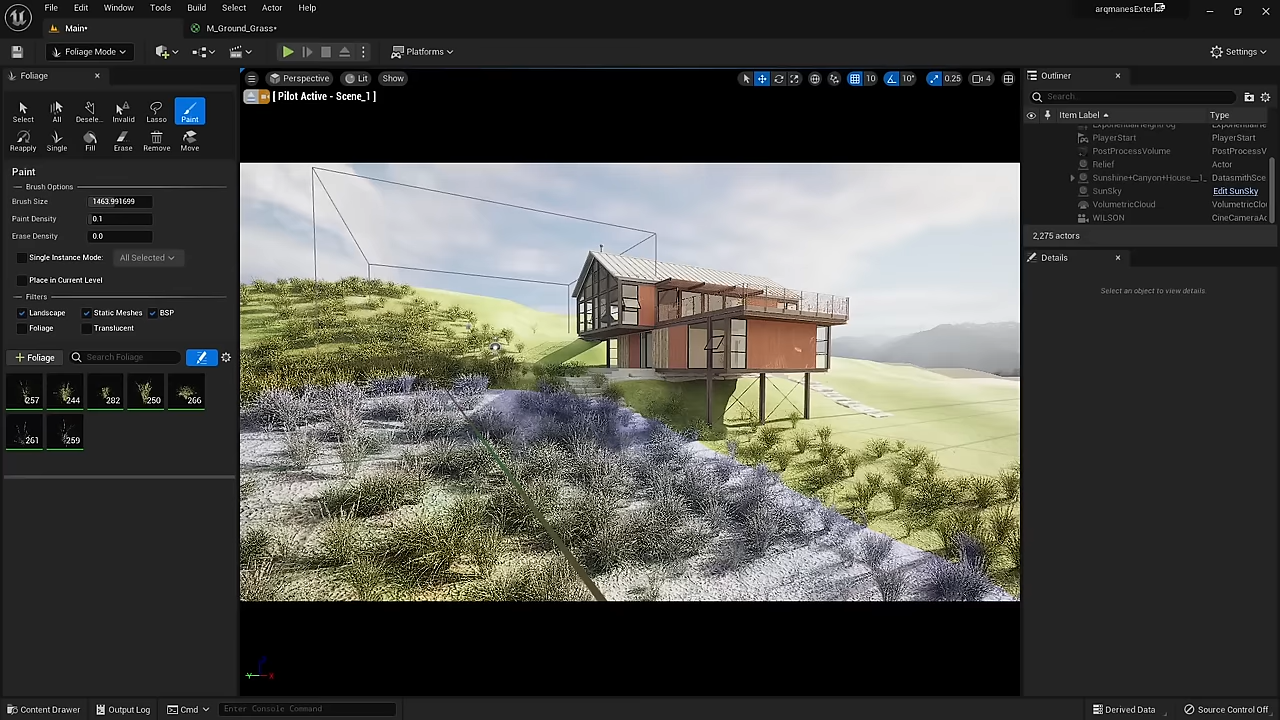 File Edit Window Tools Build Select Actor Help
arqmanesExter
Main*
M_Ground_Grass*
Foliage Mode
Platforms
Settings
Foliage
Perspective Lit Show
10 10° 0.25 4
Outliner
[ Pilot Active - Scene_1 ]
Search...
Item Label Type
Select All Desele... Invalid Lasso Paint
PlayerStart PlayerStart
Reapply Single Fill Erase Remove Move
PostProcessVolume PostProcessV
Relief Actor
Paint
Sunshine+Canyon+House__1_ DatasmithSce
Brush Options
SunSky Edit SunSky
Brush Size 1463.991699
VolumetricCloud VolumetricClou
Paint Density 0.1
WILSON CineCameraAc
Erase Density 0.0
2,275 actors
Single Instance Mode: All Selected
Details
Place in Current Level
Select an object to view details.
Filters
Landscape Static Meshes BSP
Foliage Translucent
+ Foliage Search Foliage
257 244 282 250 266
261 259
Y X
Content Drawer Output Log Cmd Enter Console Command
Derived Data Source Control Off